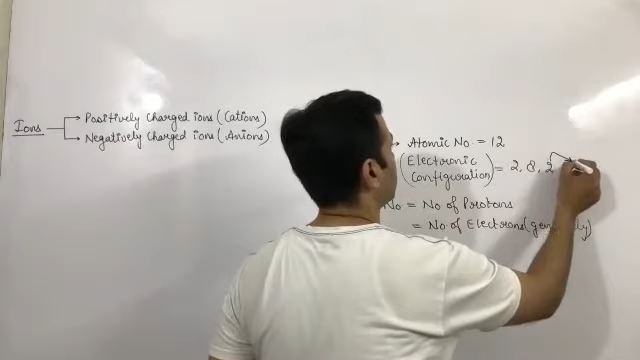 Ions
Positively charged ions (Cations)
Negatively charged ions (Anions)
Atomic No. = 12
(Electronic Configuration) = 2, 8, 2
No = No of Protons
= No of Electrons